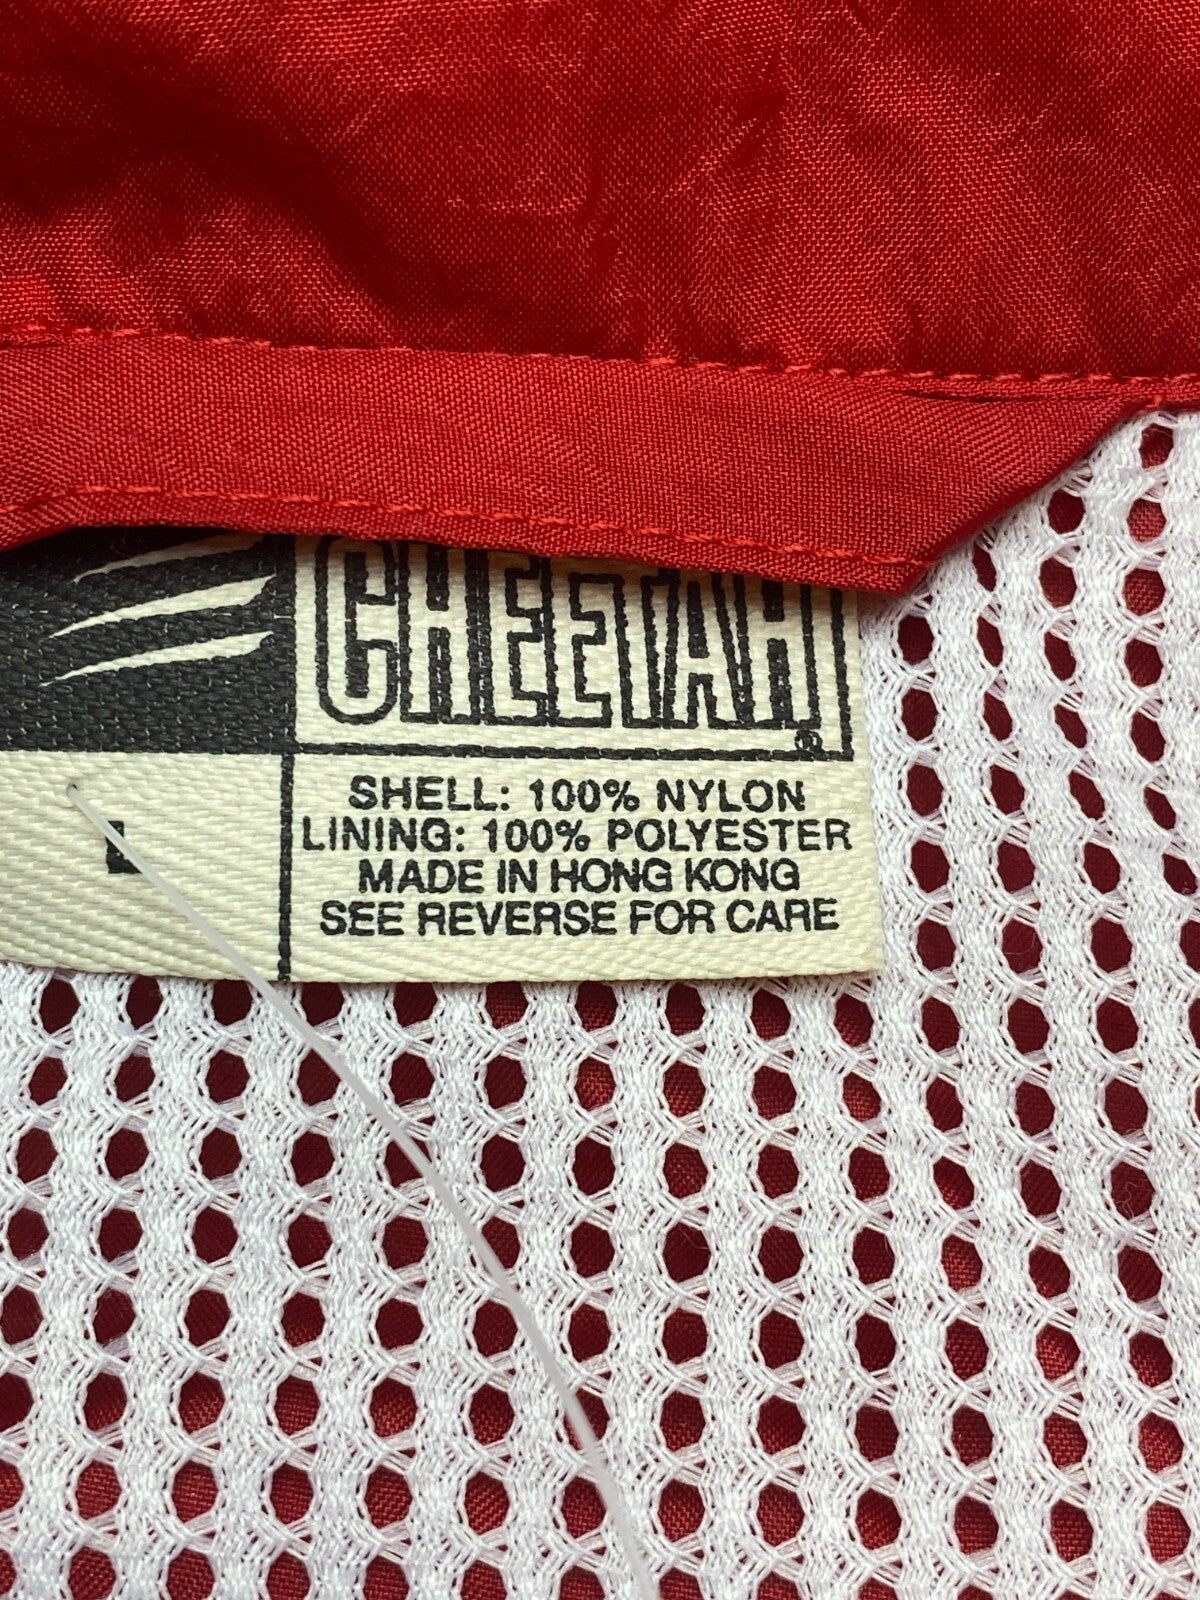 CHEETAH
®
SHELL: 100% NYLON
LINING: 100% POLYESTER
MADE IN HONG KONG
SEE REVERSE FOR CARE